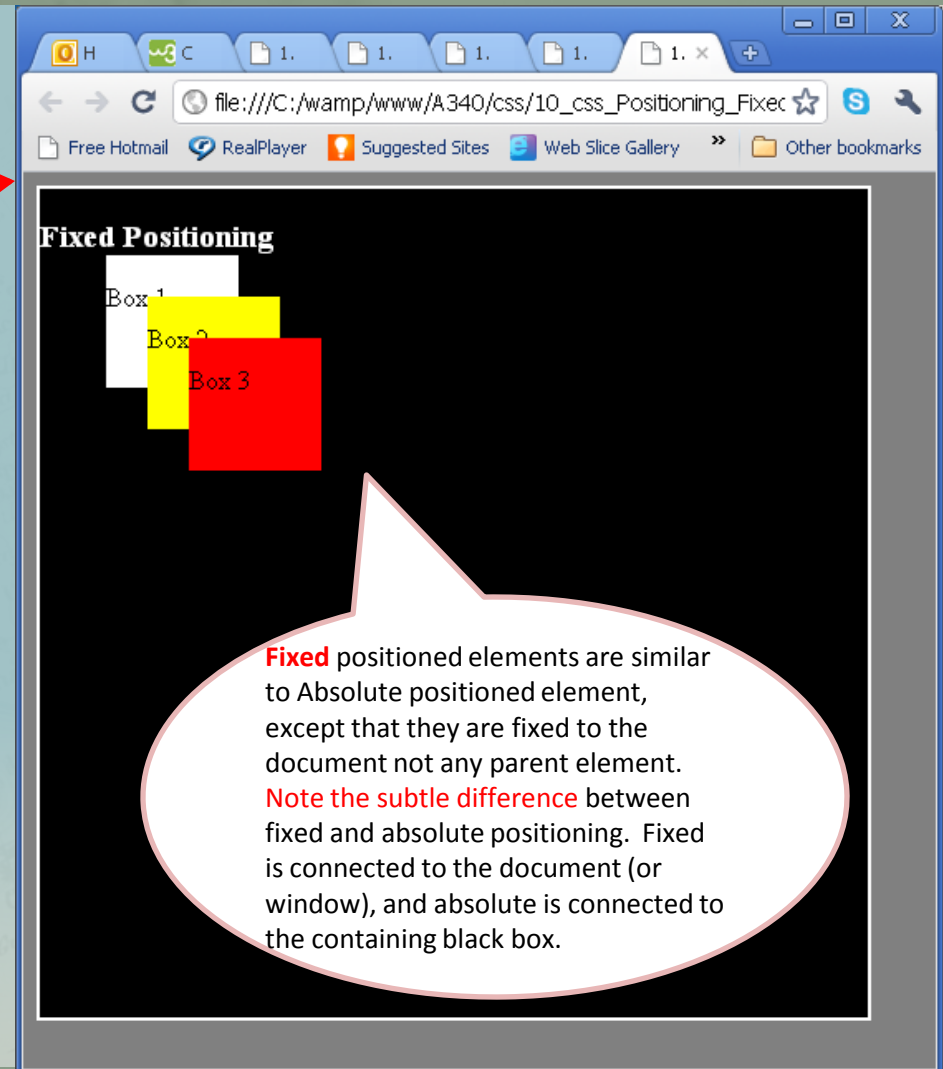 H
C
1.
1.
1.
1.
1.
file:///C:/wamp/www/A340/css/10_css_Positioning_Fixed
Free Hotmail RealPlayer Suggested Sites Web Slice Gallery » Other bookmarks
Fixed Positioning
Box 1
Box 2
Box 3
Fixed positioned elements are similar
to Absolute positioned element,
except that they are fixed to the
document not any parent element.
Note the subtle difference between
fixed and absolute positioning. Fixed
is connected to the document (or
window), and absolute is connected to
the containing black box.